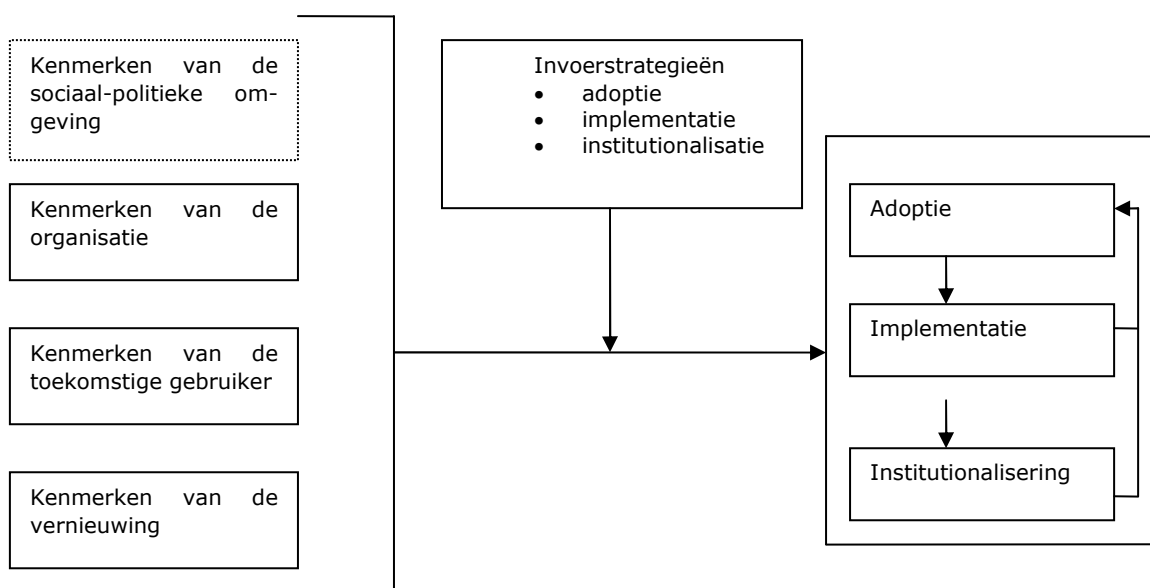 Kenmerken van de
sociaal-politieke om-
geving
Kenmerken van de
organisatie
Kenmerken van de
toekomstige gebruiker
Kenmerken van de
vernieuwing
Invoerstrategieën
• adoptie
• implementatie
• institutionalisatie
Adoptie
Implementatie
Institutionalisering